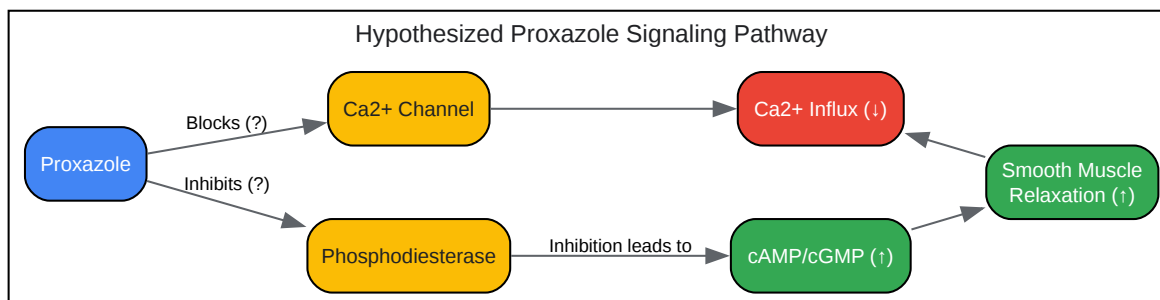 Hypothesized Proxazole Signaling Pathway
Proxazole
Blocks (?)
Inhibits (?)
Ca2+ Channel
Phosphodiesterase
Inhibition leads to
Ca2+ Influx (↓)
cAMP/cGMP (↑)
Smooth Muscle
Relaxation (↑)